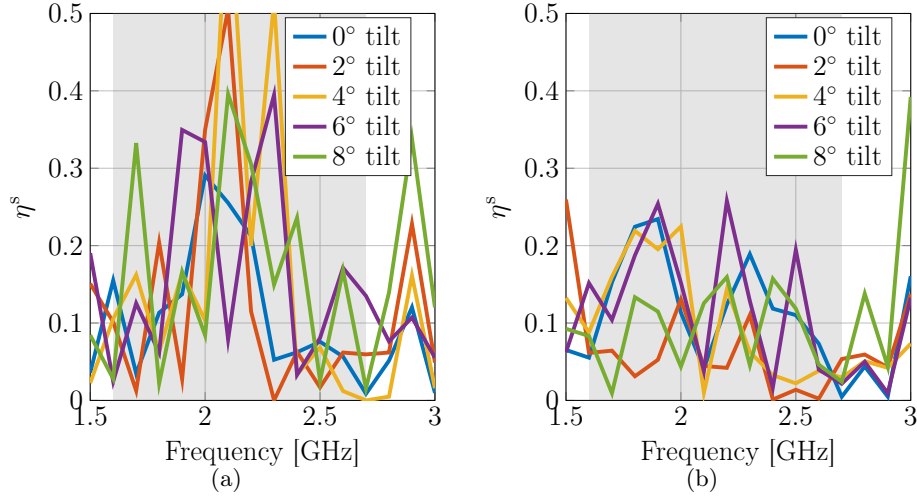 0.5
0.4
0.3
0.2
0.1
0
1.5
2
2.5
3
η^s
Frequency [GHz]
0° tilt
2° tilt
4° tilt
6° tilt
8° tilt
(a)
0.5
0.4
0.3
0.2
0.1
0
1.5
2
2.5
3
η^s
Frequency [GHz]
0° tilt
2° tilt
4° tilt
6° tilt
8° tilt
(b)